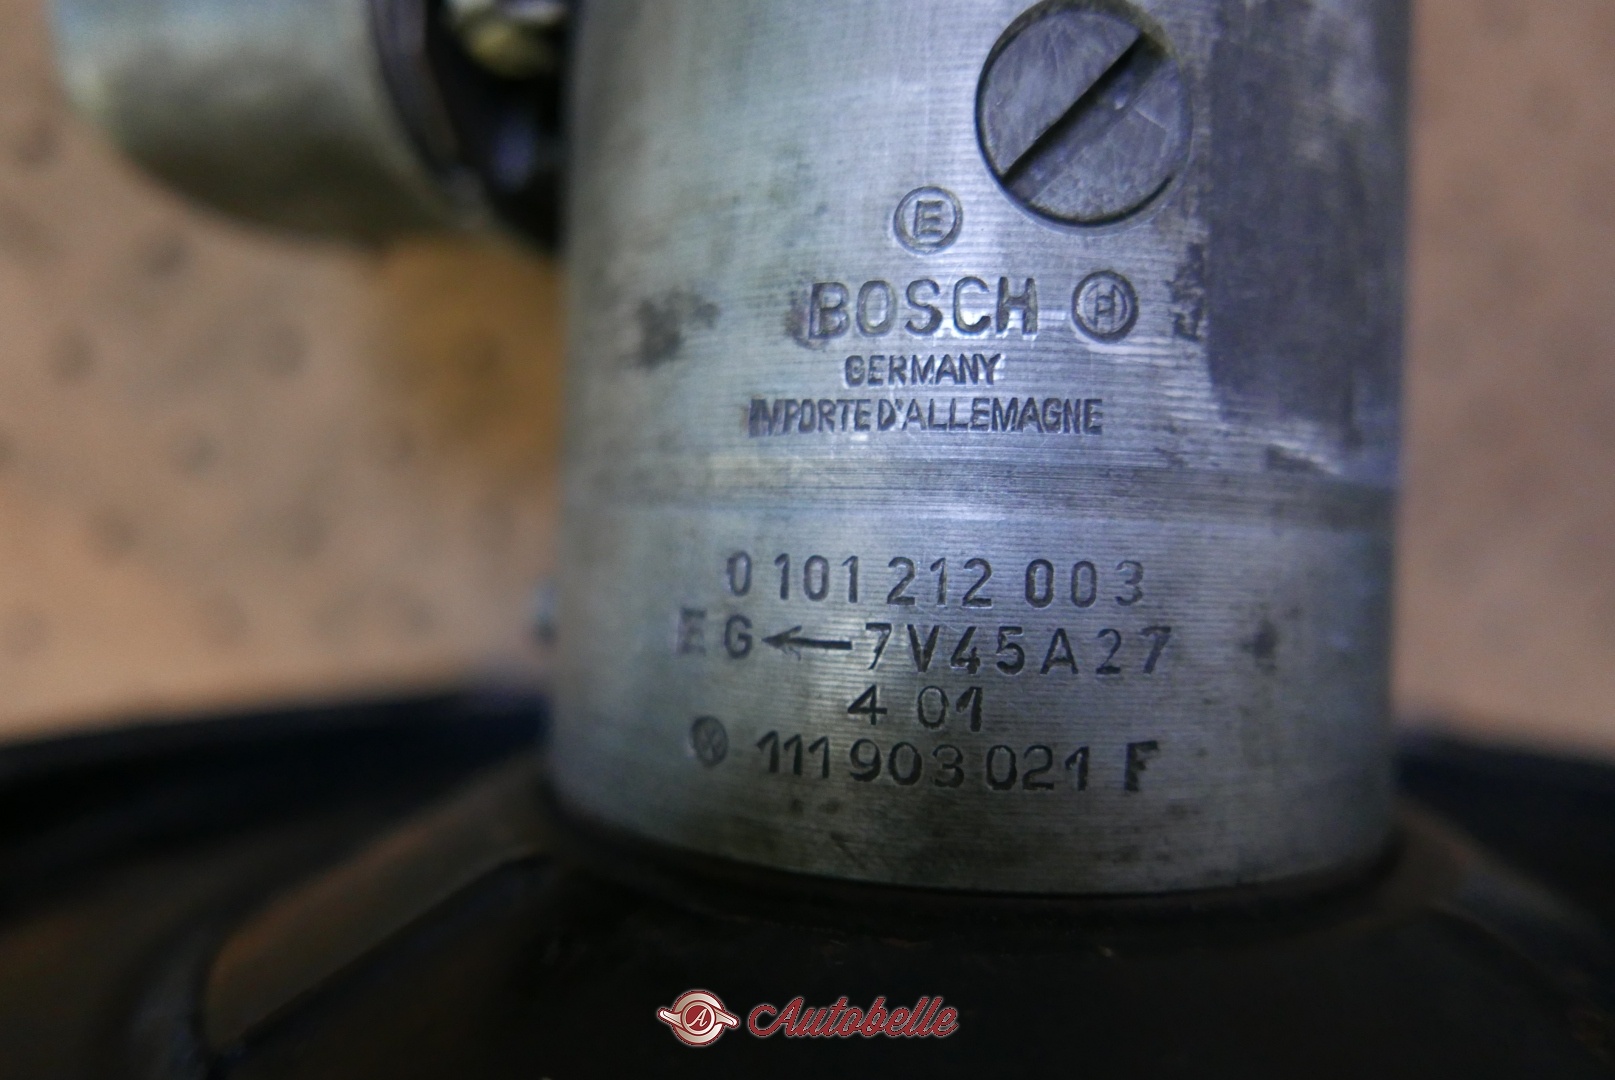 E
BOSCH H
GERMANY
IMPORTE D'ALLEMAGNE
0 101 212 003
EG←7V45A27
4 01
111 903 021 F
A Autobelle